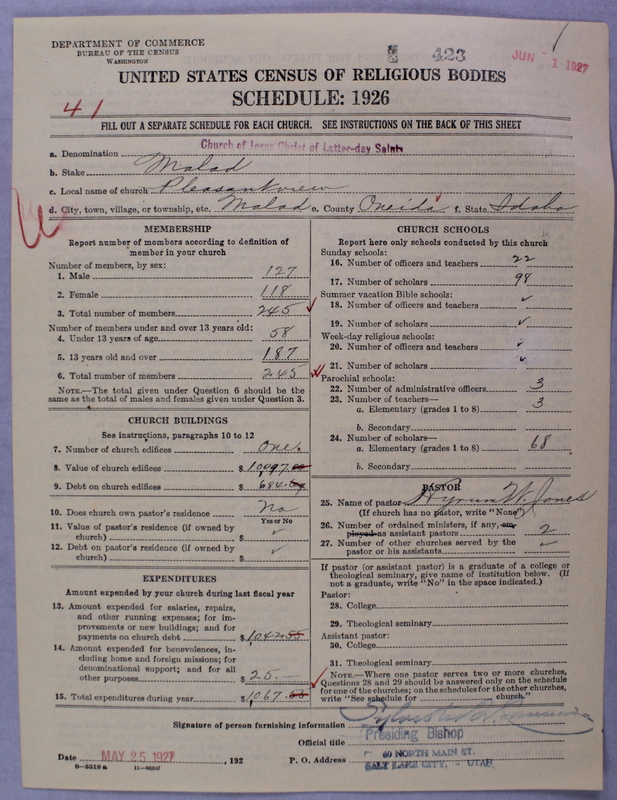 DEPARTMENT OF COMMERCE
BUREAU OF THE CENSUS
WASHINGTON
423
JUN 1 1927
UNITED STATES CENSUS OF RELIGIOUS BODIES
SCHEDULE: 1926
41
FILL OUT A SEPARATE SCHEDULE FOR EACH CHURCH. SEE INSTRUCTIONS ON THE BACK OF THIS SHEET
a. Denomination Church of Jesus Christ of Latter-day Saints
b. Stake Malad
c. Local name of church Pleasantview
d. City, town, village, or township, etc. Malad e. County Oneida f. State Idaho
MEMBERSHIP
Report number of members according to definition of
member in your church
Number of members, by sex:
1. Male 127
2. Female 118
3. Total number of members 245
Number of members under and over 13 years old:
4. Under 13 years of age 58
5. 13 years old and over 187
6. Total number of members 245
NOTE.—The total given under Question 6 should be the
same as the total of males and females given under Question 3.
CHURCH BUILDINGS
See instructions, paragraphs 10 to 12
7. Number of church edifices One.
8. Value of church edifices $10,097.00
9. Debt on church edifices $ 684.
10. Does church own pastor's residence No
Yes or No
11. Value of pastor's residence (if owned by
church) $ ✓
12. Debt on pastor's residence (if owned by
church) $ ✓
EXPENDITURES
Amount expended by your church during last fiscal year
13. Amount expended for salaries, repairs,
and other running expenses; for im-
provements or new buildings; and for
payments on church debt $1,042.55
14. Amount expended for benevolences, in-
cluding home and foreign missions; for
denominational support; and for all
other purposes $ 25.—
15. Total expenditures during year $1,067.
CHURCH SCHOOLS
Report here only schools conducted by this church
Sunday schools:
16. Number of officers and teachers 22
17. Number of scholars 98
Summer vacation Bible schools:
18. Number of officers and teachers ✓
19. Number of scholars ✓
Week-day religious schools:
20. Number of officers and teachers ✓
21. Number of scholars ✓
Parochial schools:
22. Number of administrative officers 3
23. Number of teachers—
a. Elementary (grades 1 to 8) 3
b. Secondary
24. Number of scholars—
a. Elementary (grades 1 to 8) 68
b. Secondary
PASTOR
25. Name of pastor Hyrum W. Jones
(If church has no pastor, write "None")
26. Number of ordained ministers, if any, em-
ployed as assistant pastors 2
27. Number of other churches served by the
pastor or his assistants
If pastor (or assistant pastor) is a graduate of a college or
theological seminary, give name of institution below. (If
not a graduate, write "No" in the space indicated.)
Pastor:
28. College
29. Theological seminary
Assistant pastor:
30. College
31. Theological seminary
NOTE.—Where one pastor serves two or more churches,
Questions 28 and 29 should be answered only on the schedule
for one of the churches; on the schedules for the other churches,
write "See schedule for church."
Signature of person furnishing information
Official title Presiding Bishop
Date MAY 25 1927, 192 P. O. Address 40 NORTH MAIN ST.
SALT LAKE CITY, UTAH
8-5518a 11-9654f